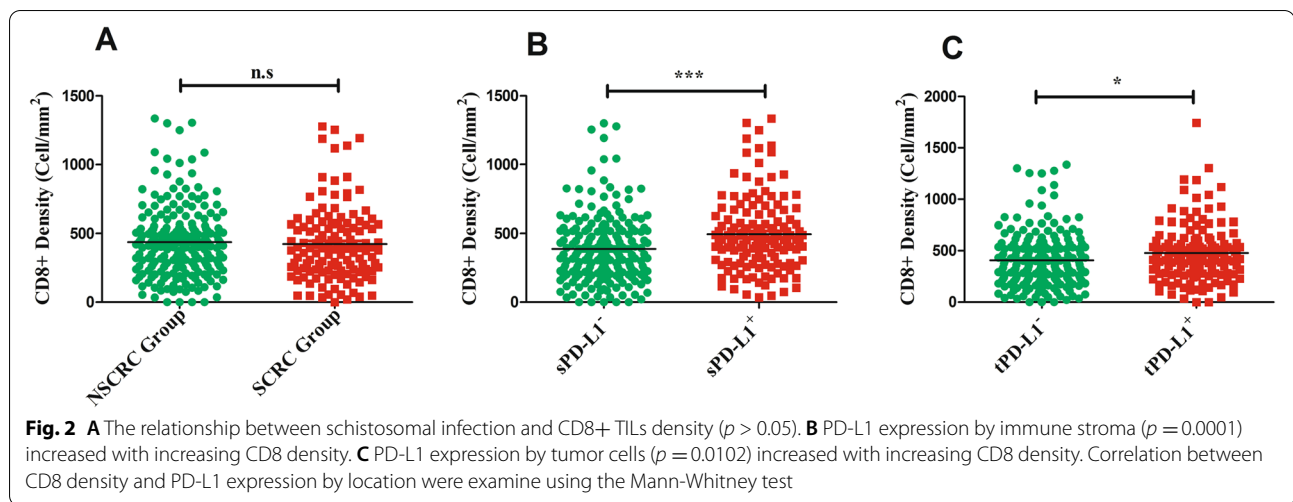 A
B
C
n.s
***
*
CD8+ Density (Cell/mm²)
1500
1000
500
0
NSCRC Group
SCRC Group
CD8+ Density (Cell/mm²)
1500
1000
500
0
sPD-L1⁻
sPD-L1⁺
CD8+ Density (Cell/mm²)
2000
1500
1000
500
0
tPD-L1⁻
tPD-L1⁺
Fig. 2 A The relationship between schistosomal infection and CD8+ TILs density (p > 0.05). B PD-L1 expression by immune stroma (p = 0.0001)
increased with increasing CD8 density. C PD-L1 expression by tumor cells (p = 0.0102) increased with increasing CD8 density. Correlation between
CD8 density and PD-L1 expression by location were examine using the Mann-Whitney test